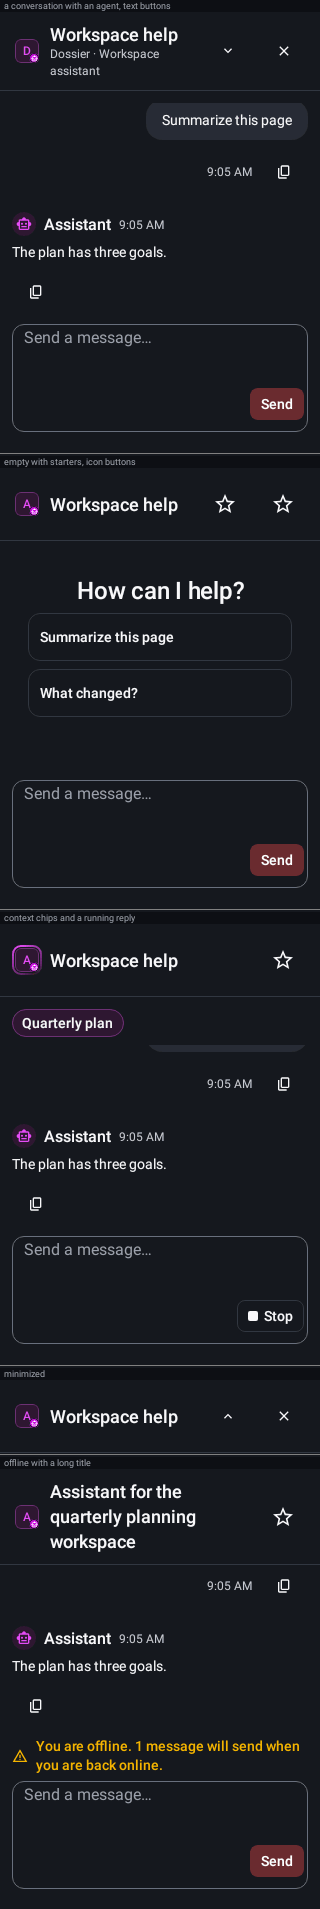 a conversation with an agent, text buttons
D
Workspace help
Dossier · Workspace
assistant
Summarize this page
9:05 AM
Assistant 9:05 AM
The plan has three goals.
Send a message...
Send
empty with starters, icon buttons
A
Workspace help
How can I help?
Summarize this page
What changed?
Send a message...
Send
context chips and a running reply
A
Workspace help
Quarterly plan
9:05 AM
Assistant 9:05 AM
The plan has three goals.
Send a message...
Stop
minimized
A
Workspace help
offline with a long title
A
Assistant for the
quarterly planning
workspace
9:05 AM
Assistant 9:05 AM
The plan has three goals.
You are offline. 1 message will send when
you are back online.
Send a message...
Send